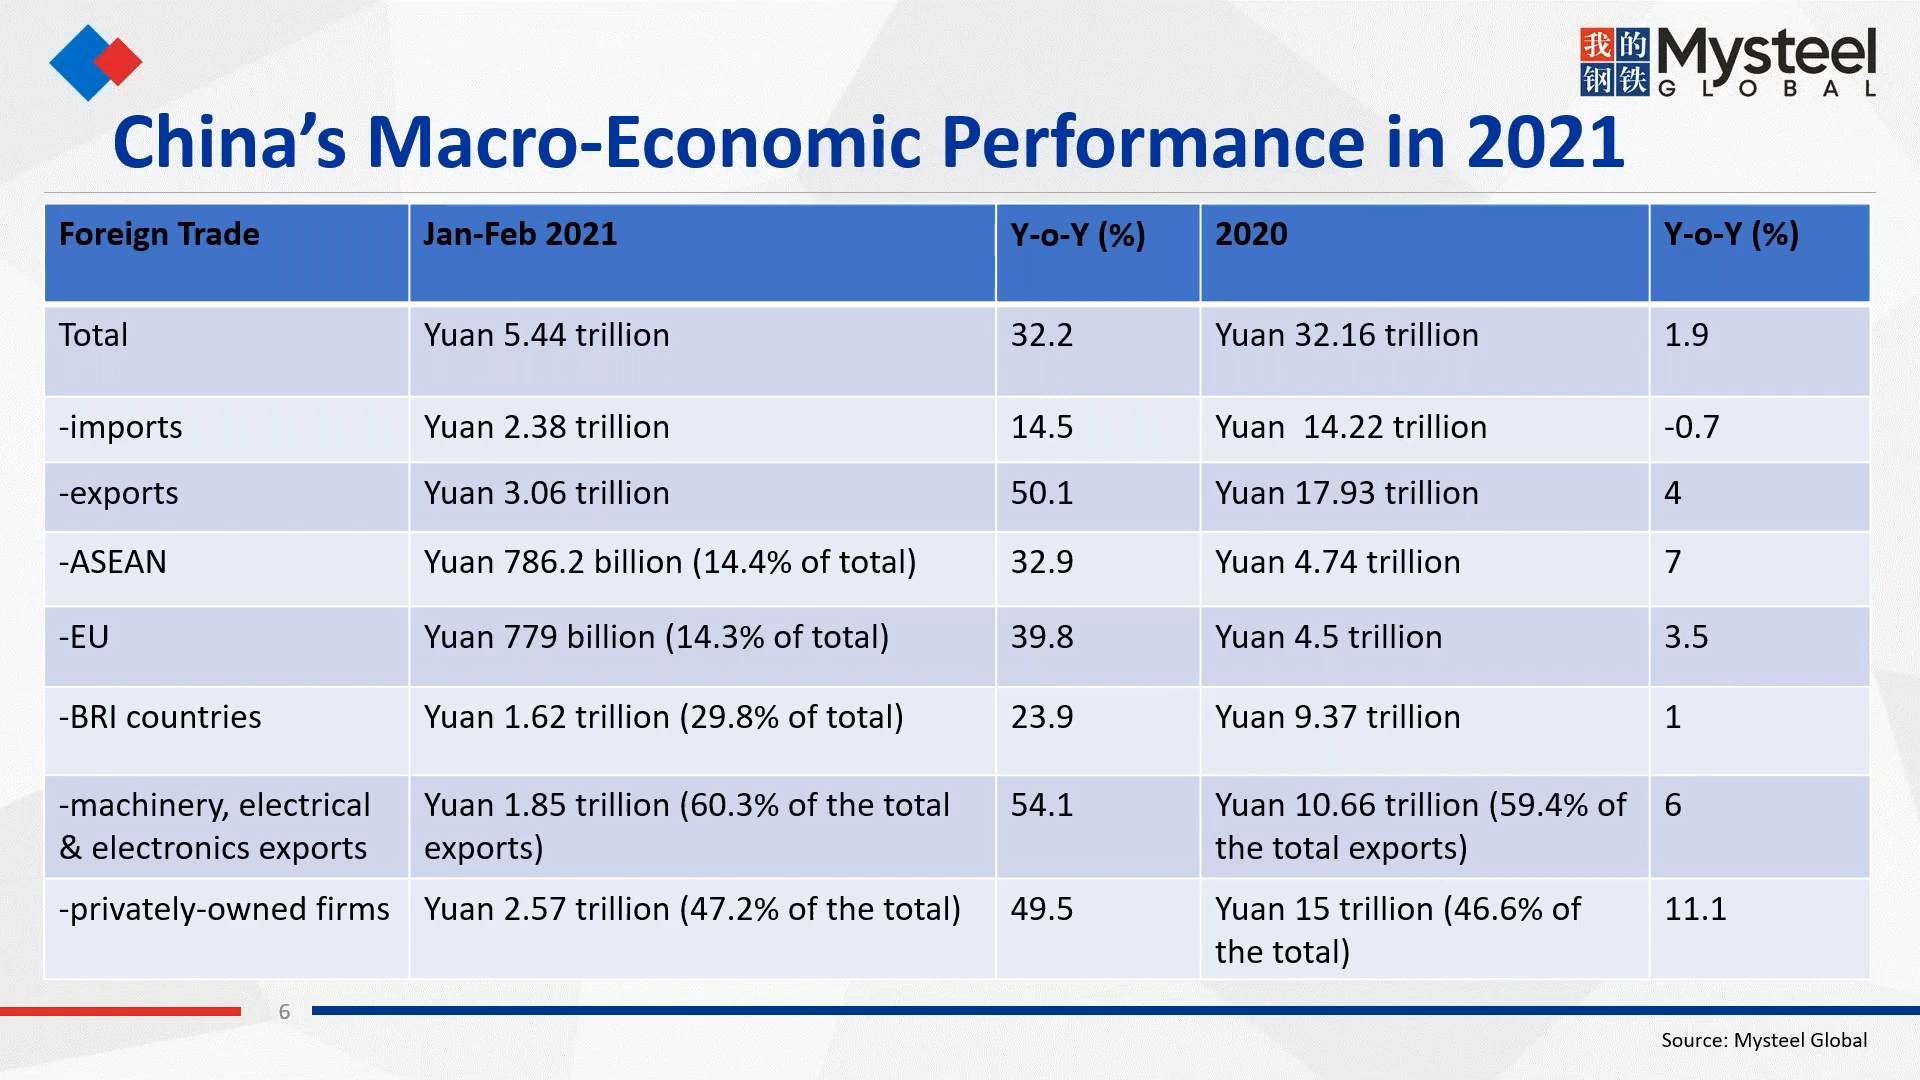 我的
钢铁
Mysteel
GLOBAL
China’s Macro-Economic Performance in 2021
Foreign Trade Jan-Feb 2021 Y-o-Y (%) 2020 Y-o-Y (%)
Total Yuan 5.44 trillion 32.2 Yuan 32.16 trillion 1.9
-imports Yuan 2.38 trillion 14.5 Yuan  14.22 trillion -0.7
-exports Yuan 3.06 trillion 50.1 Yuan 17.93 trillion 4
-ASEAN Yuan 786.2 billion (14.4% of total) 32.9 Yuan 4.74 trillion 7
-EU Yuan 779 billion (14.3% of total) 39.8 Yuan 4.5 trillion 3.5
-BRI countries Yuan 1.62 trillion (29.8% of total) 23.9 Yuan 9.37 trillion 1
-machinery, electrical Yuan 1.85 trillion (60.3% of the total 54.1 Yuan 10.66 trillion (59.4% of 6
& electronics exports exports) the total exports)
-privately-owned firms Yuan 2.57 trillion (47.2% of the total) 49.5 Yuan 15 trillion (46.6% of 11.1
the total)
6
Source: Mysteel Global